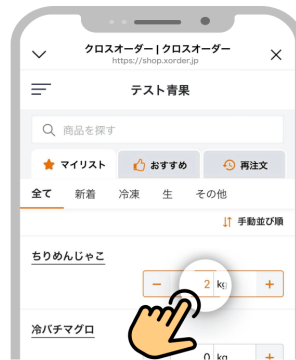 クロスオーダー | クロスオーダー
https://shop.xorder.jp
テスト青果
商品を探す
マイリスト おすすめ 再注文
全て 新着 冷凍 生 その他
手動並び順
ちりめんじゃこ
− 2 kg +
冷バチマグロ
0 kg +